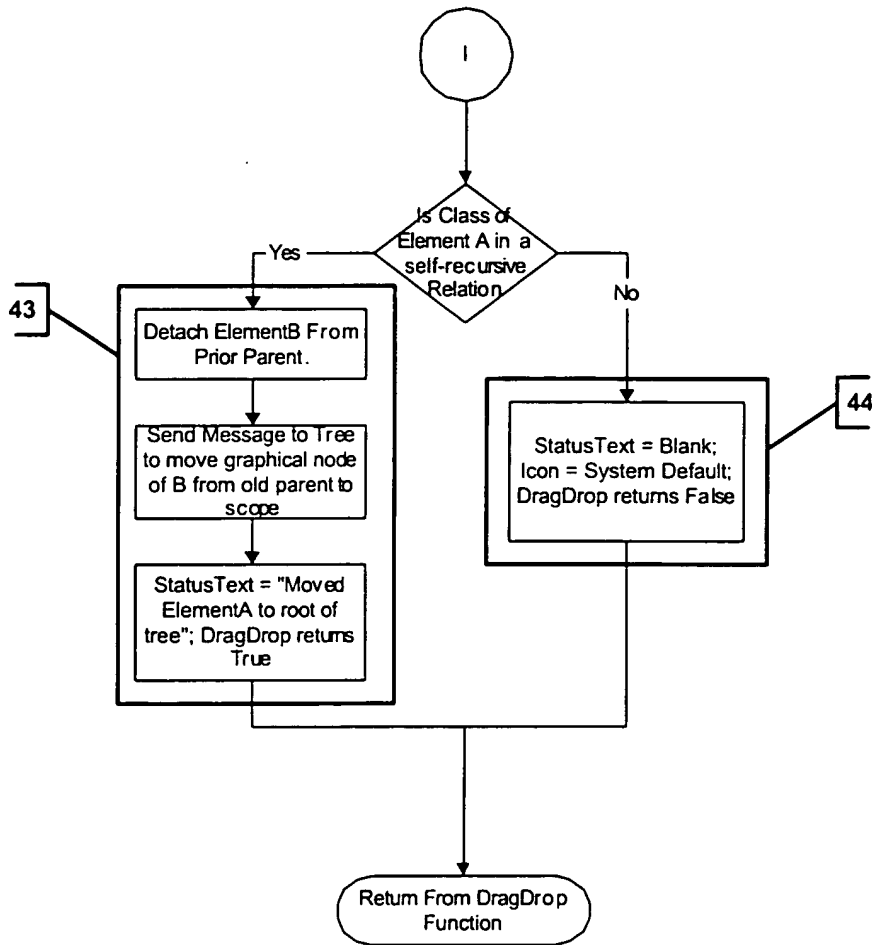 I
Is Class of
Element A in a
self-recursive
Relation
Yes
No
43
Detach ElementB From
Prior Parent.
Send Message to Tree
to move graphical node
of B from old parent to
scope
StatusText = "Moved
ElementA to root of
tree"; DragDrop returns
True
44
StatusText = Blank;
Icon = System Default;
DragDrop returns False
Return From DragDrop
Function